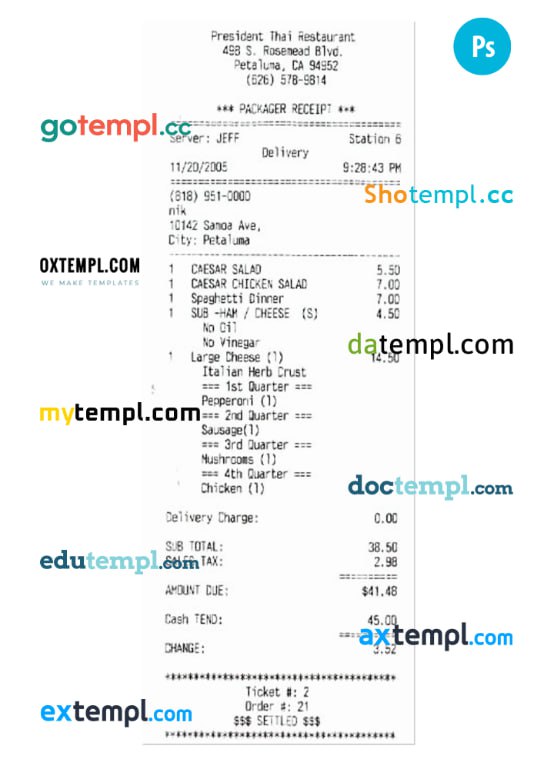 President Thai Restaurant
498 S. Rosemead Blvd.
Petaluma, CA 94952
(626) 578-9814
Ps
*** PACKAGER RECEIPT ***
gotempl.cc
Server: JEFF Station 6
Delivery
11/20/2005 9:28:43 PM
(818) 951-0000
Shotempl.cc
nik
10142 Samoa Ave,
City: Petaluma
OXTEMPL.COM
WE MAKE TEMPLATES
1 CAESAR SALAD 5.50
1 CAESAR CHICKEN SALAD 7.00
1 Spaghetti Dinner 7.00
1 SUB -HAM / CHEESE (S) 4.50
No Oil
No Vinegar
datempl.com
1 Large Cheese (1) 14.50
Italian Herb Crust
=== 1st Quarter ===
Pepperoni (1)
mytempl.com
=== 2nd Quarter ===
Sausage(1)
=== 3rd Quarter ===
Mushrooms (1)
=== 4th Quarter ===
Chicken (1)
doctempl.com
Delivery Charge: 0.00
SUB TOTAL: 38.50
SALES TAX: 2.98
edutempl.com
AMOUNT DUE: $41.48
Cash TEND: 45.00
axtempl.com
CHANGE: 3.52
Ticket #: 2
Order #: 21
$$$ SETTLED $$$
extempl.com